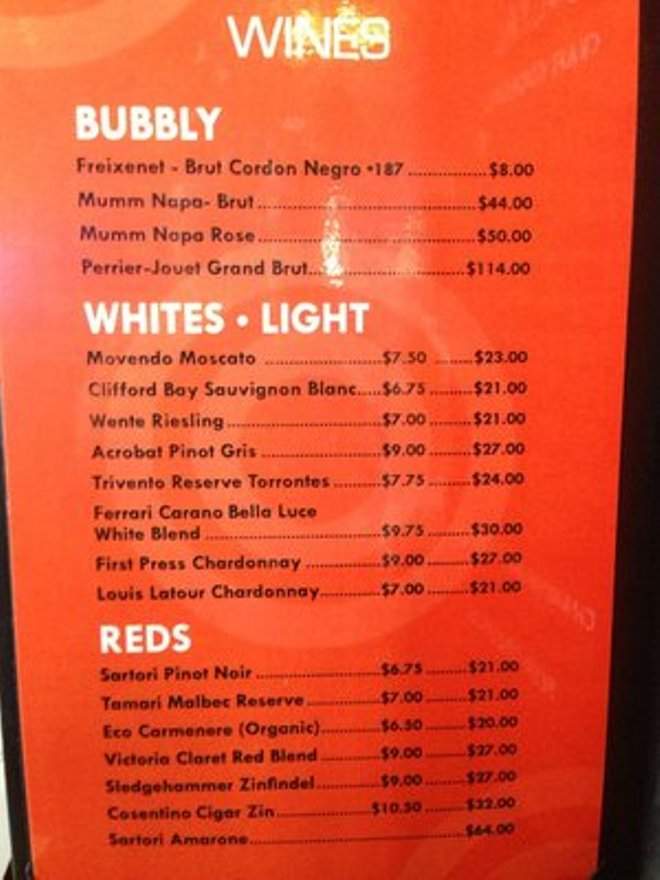 WINES
BUBBLY
Freixenet - Brut Cordon Negro •187 ................$8.00
Mumm Napa- Brut ................$44.00
Mumm Napa Rose ................$50.00
Perrier-Jouet Grand Brut ................$114.00
WHITES • LIGHT
Movendo Moscato ................$7.50 ........$23.00
Clifford Bay Sauvignon Blanc.....$6.75 ........$21.00
Wente Riesling ................$7.00 ........$21.00
Acrobat Pinot Gris ................$9.00 ........$27.00
Trivento Reserve Torrontes ........$7.75 ........$24.00
Ferrari Carano Bella Luce
White Blend ................$9.75 ........$30.00
First Press Chardonnay ................$9.00 ........$27.00
Louis Latour Chardonnay ........$7.00 ........$21.00
REDS
Sartori Pinot Noir ................$6.75 ........$21.00
Tamari Malbec Reserve ........$7.00 ........$21.00
Eco Carmenere (Organic) ........$6.50 ........$20.00
Victoria Claret Red Blend ........$9.00 ........$27.00
Sledgehammer Zinfindel ........$9.00 ........$27.00
Cosentino Cigar Zin ................$10.50 ........$32.00
Sartori Amarone ................$64.00